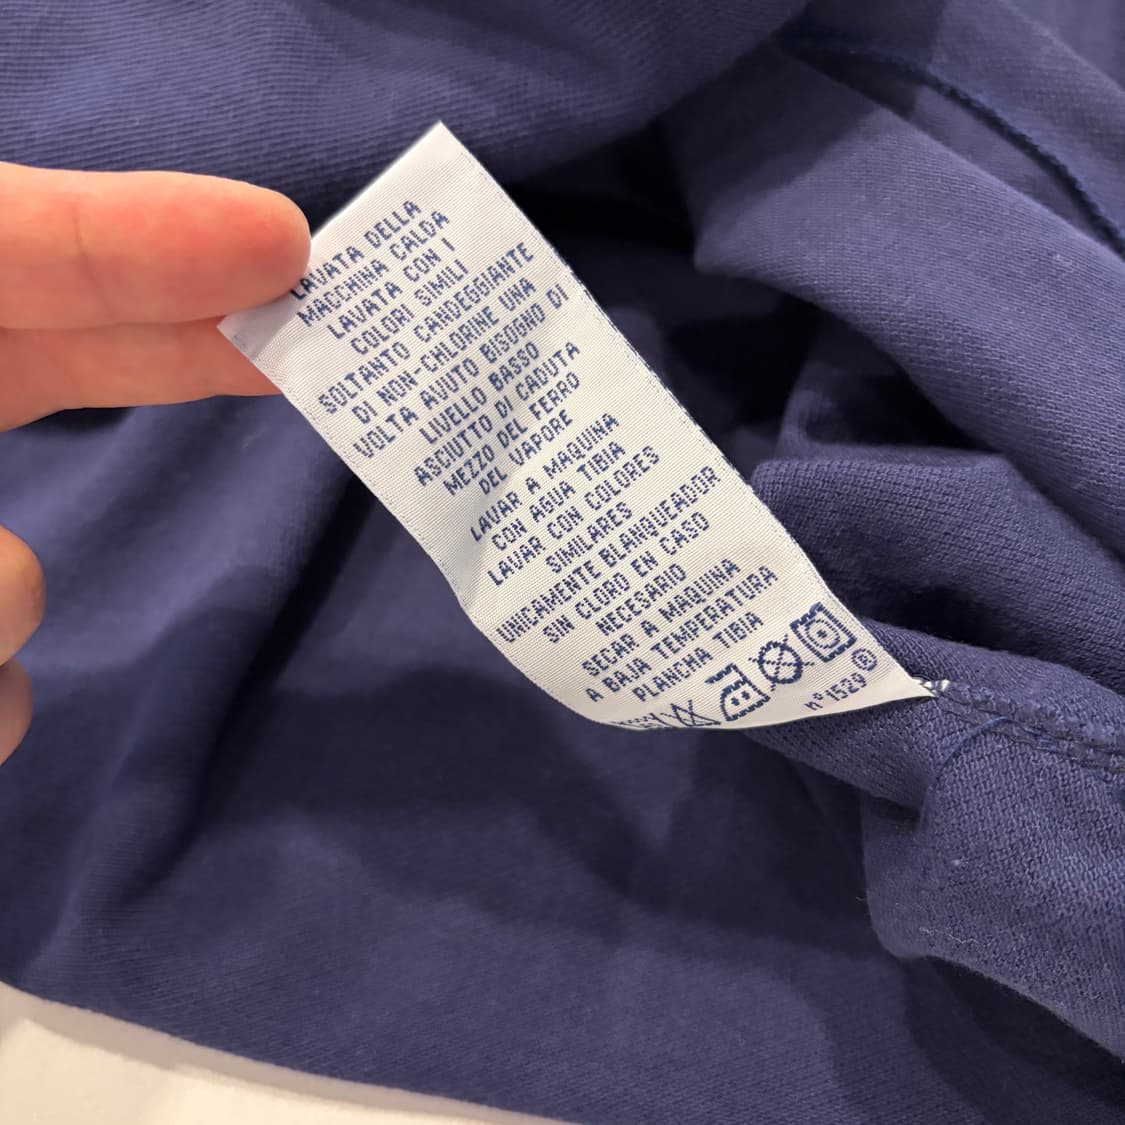 LAVATA DELLA
MACCHINA CALDA
LAVATA CON I
COLORI SIMILI
SOLTANTO CANDEGGIANTE
DI NON-CHLORINE UNA
VOLTA AVUTO BISOGNO DI
LIVELLO BASSO
ASCIUTTO DI CADUTA
MEZZO DEL FERRO
DEL VAPORE
LAVAR A MAQUINA
CON AGUA TIBIA
LAVAR CON COLORES
SIMILARES
UNICAMENTE BLANQUEADOR
SIN CLORO EN CASO
NECESARIO
SECAR A MAQUINA
A BAJA TEMPERATURA
PLANCHA TIBIA
n°1529 ®